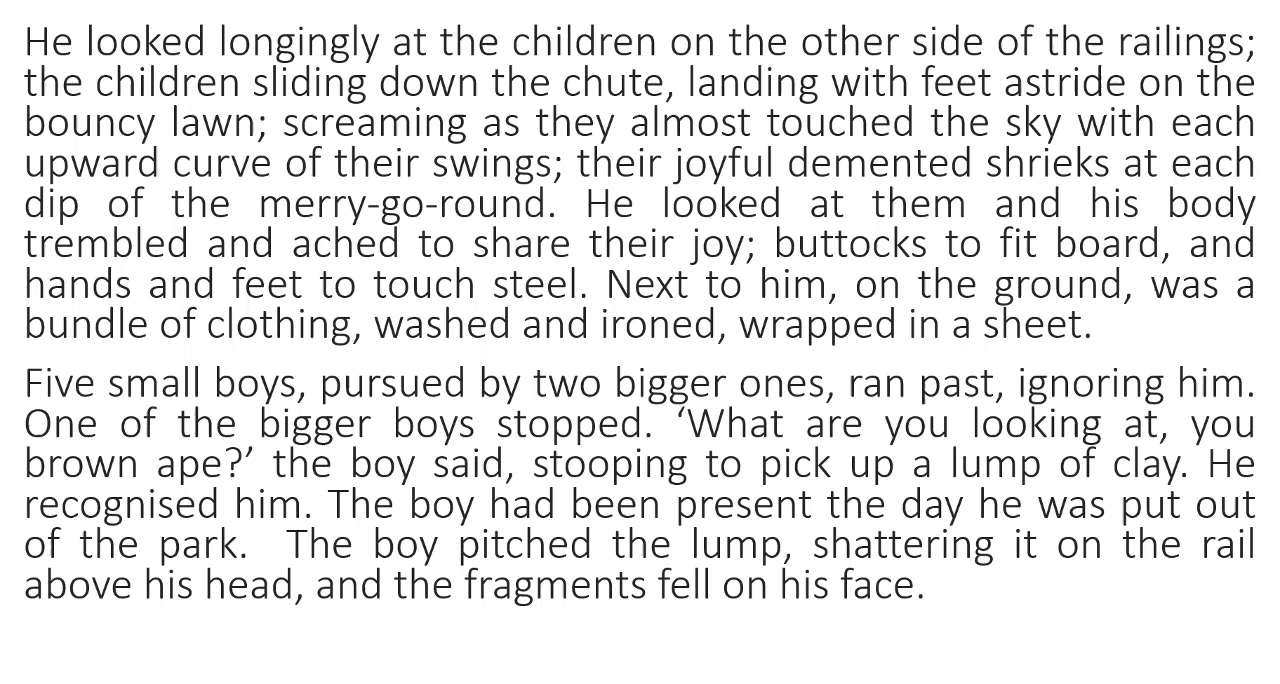 He looked longingly at the children on the other side of the railings;
the children sliding down the chute, landing with feet astride on the
bouncy lawn; screaming as they almost touched the sky with each
upward curve of their swings; their joyful demented shrieks at each
dip of the merry-go-round. He looked at them and his body
trembled and ached to share their joy; buttocks to fit board, and
hands and feet to touch steel. Next to him, on the ground, was a
bundle of clothing, washed and ironed, wrapped in a sheet.
Five small boys, pursued by two bigger ones, ran past, ignoring him.
One of the bigger boys stopped. ‘What are you looking at, you
brown ape?’ the boy said, stooping to pick up a lump of clay. He
recognised him. The boy had been present the day he was put out
of the park.  The boy pitched the lump, shattering it on the rail
above his head, and the fragments fell on his face.